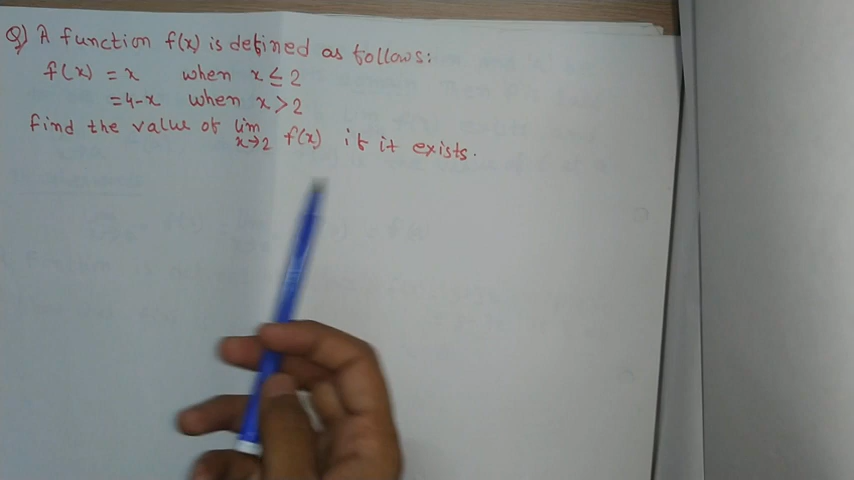 Q) A function f(x) is defined as follows:
f(x) = x when x ≤ 2
= 4-x when x > 2
find the value of lim x→2 f(x) if it exists.